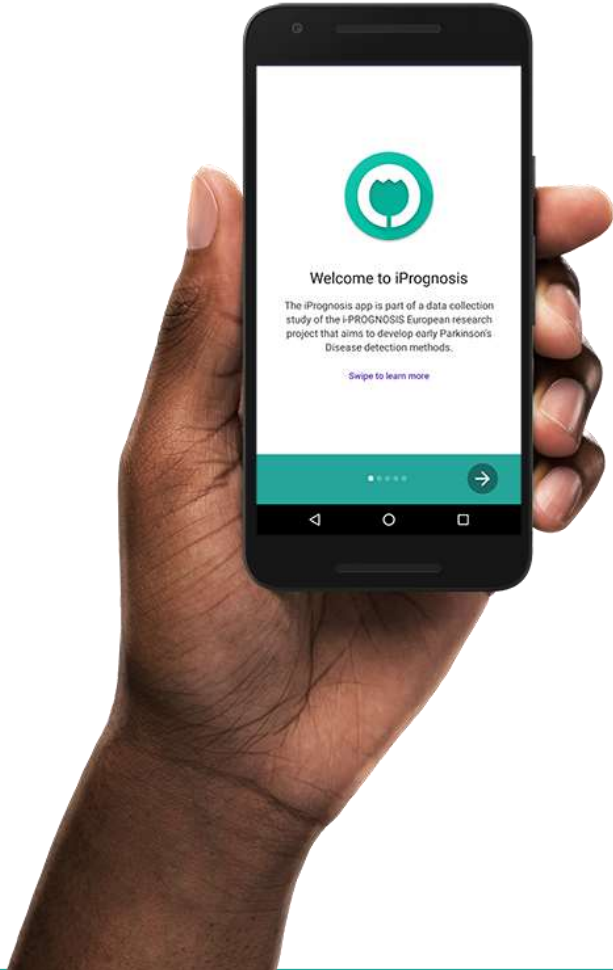 Welcome to iPrognosis
The iPrognosis app is part of a data collection
study of the i-PROGNOSIS European research
project that aims to develop early Parkinson's
Disease detection methods.
Swipe to learn more